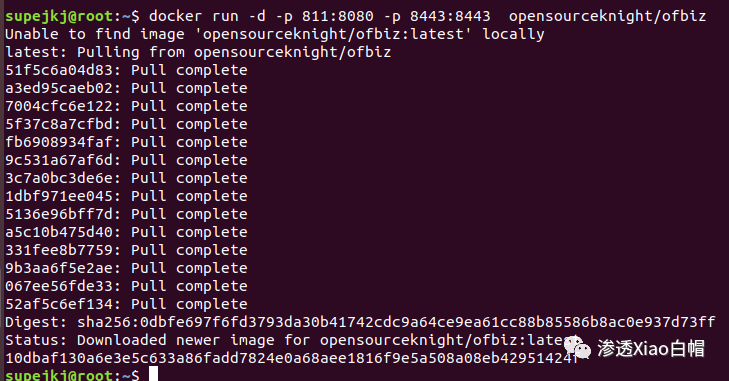 supejkj@root:~$ docker run -d -p 811:8080 -p 8443:8443  opensourceknight/ofbiz
Unable to find image 'opensourceknight/ofbiz:latest' locally
latest: Pulling from opensourceknight/ofbiz
51f5c6a04d83: Pull complete
a3ed95caeb02: Pull complete
7004cfc6e122: Pull complete
5f37c8a7cfbd: Pull complete
fb6908934faf: Pull complete
9c531a67af6d: Pull complete
3c7a0bc3de6e: Pull complete
1dbf971ee045: Pull complete
5136e96bff7d: Pull complete
a5c10b475d40: Pull complete
331fee8b7759: Pull complete
9b3aa6f5e2ae: Pull complete
067ee56fde33: Pull complete
52af5c6ef134: Pull complete
Digest: sha256:0dbfe697f6fd3793da30b41742cdc9a64ce9ea61cc88b85586b8ac0e937d73ff
Status: Downloaded newer image for opensourceknight/ofbiz:latest
10dbaf130a6e3e5c633a86fadd7824e0a68aee1816f9e5a508a08eb42951424f
supejkj@root:~$
渗透Xiao白帽